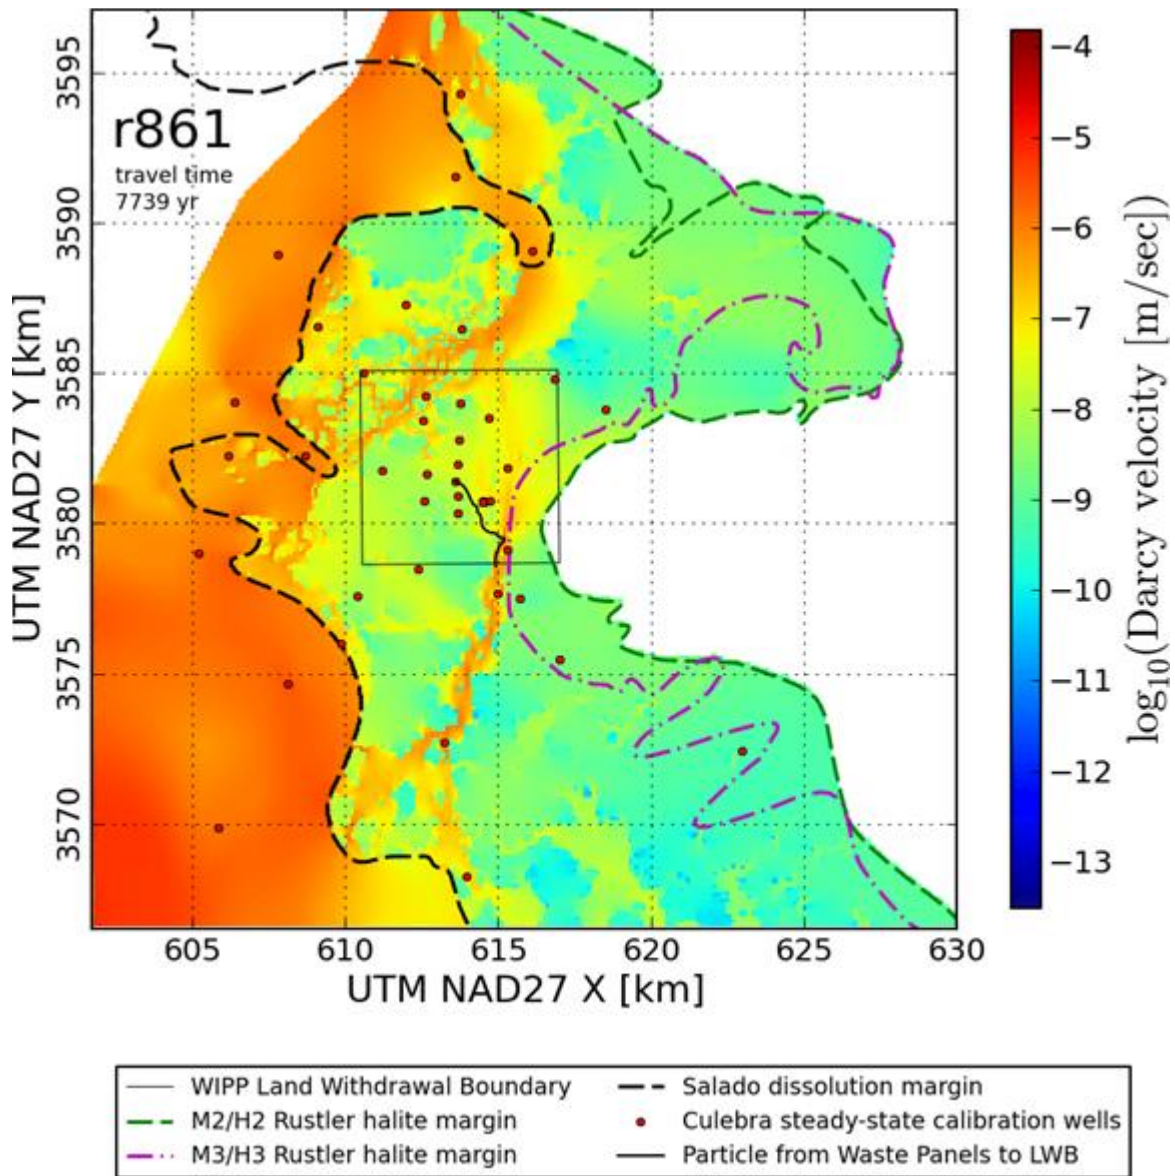 r861
travel time
7739 yr
UTM NAD27 Y [km]
3595
3590
3585
3580
3575
3570
605
610
615
620
625
630
UTM NAD27 X [km]
−4
−5
−6
−7
−8
−9
−10
−11
−12
−13
log₁₀(Darcy velocity [m/sec])
WIPP Land Withdrawal Boundary
M2/H2 Rustler halite margin
M3/H3 Rustler halite margin
Salado dissolution margin
Culebra steady-state calibration wells
Particle from Waste Panels to LWB